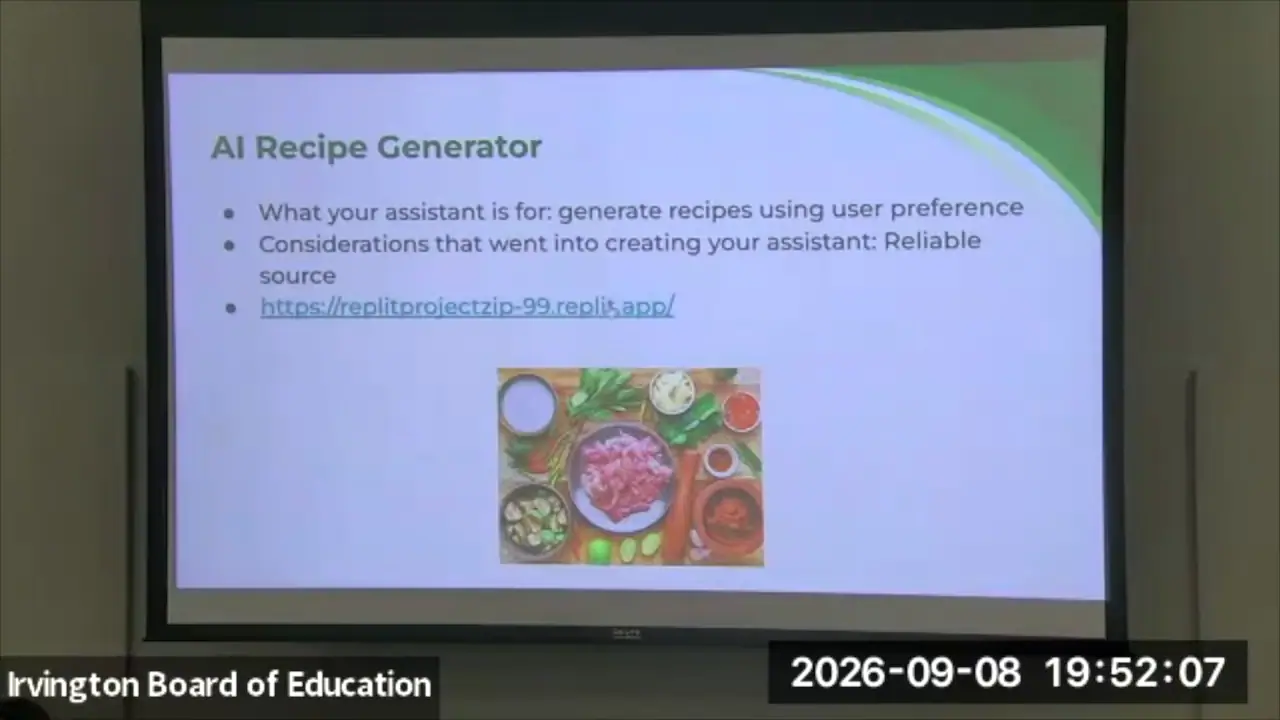 AI Recipe Generator
● What your assistant is for: generate recipes using user preference
● Considerations that went into creating your assistant: Reliable
source
● https://replitprojectzip-99.replit.app/
Irvington Board of Education
2026-09-08 19:52:07